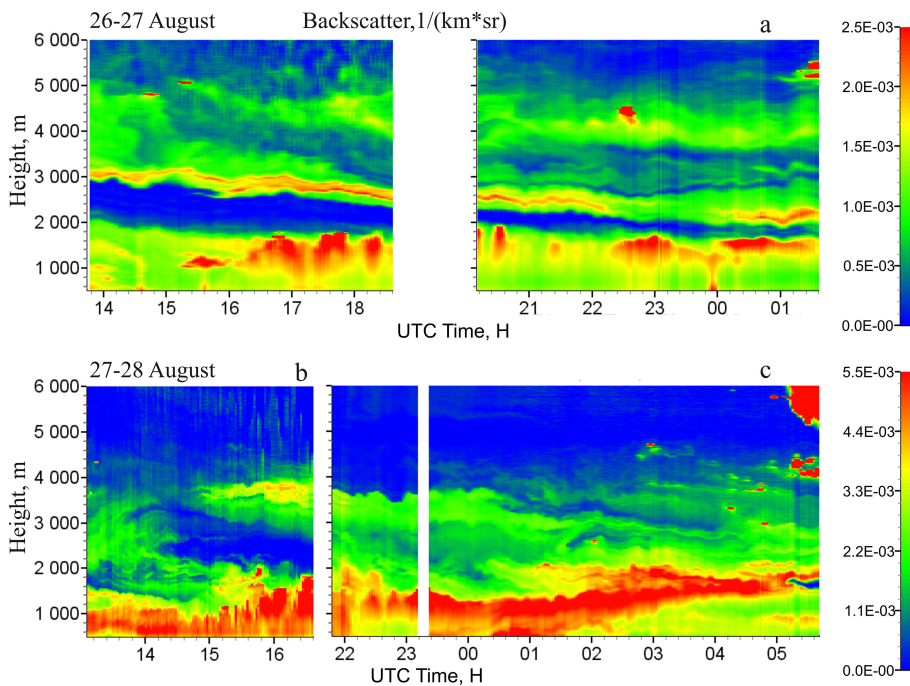 26-27 August Backscatter,1/(km*sr) a
6 000
5 000
4 000
3 000
2 000
1 000
Height, m
14 15 16 17 18 21 22 23 00 01
UTC Time, H
2.5E-03
2.0E-03
1.5E-03
1.0E-03
0.5E-03
0.0E-00
27-28 August b c
6 000
5 000
4 000
3 000
2 000
1 000
Height, m
14 15 16 22 23 00 01 02 03 04 05
UTC Time, H
5.5E-03
4.4E-03
3.3E-03
2.2E-03
1.1E-03
0.0E-03